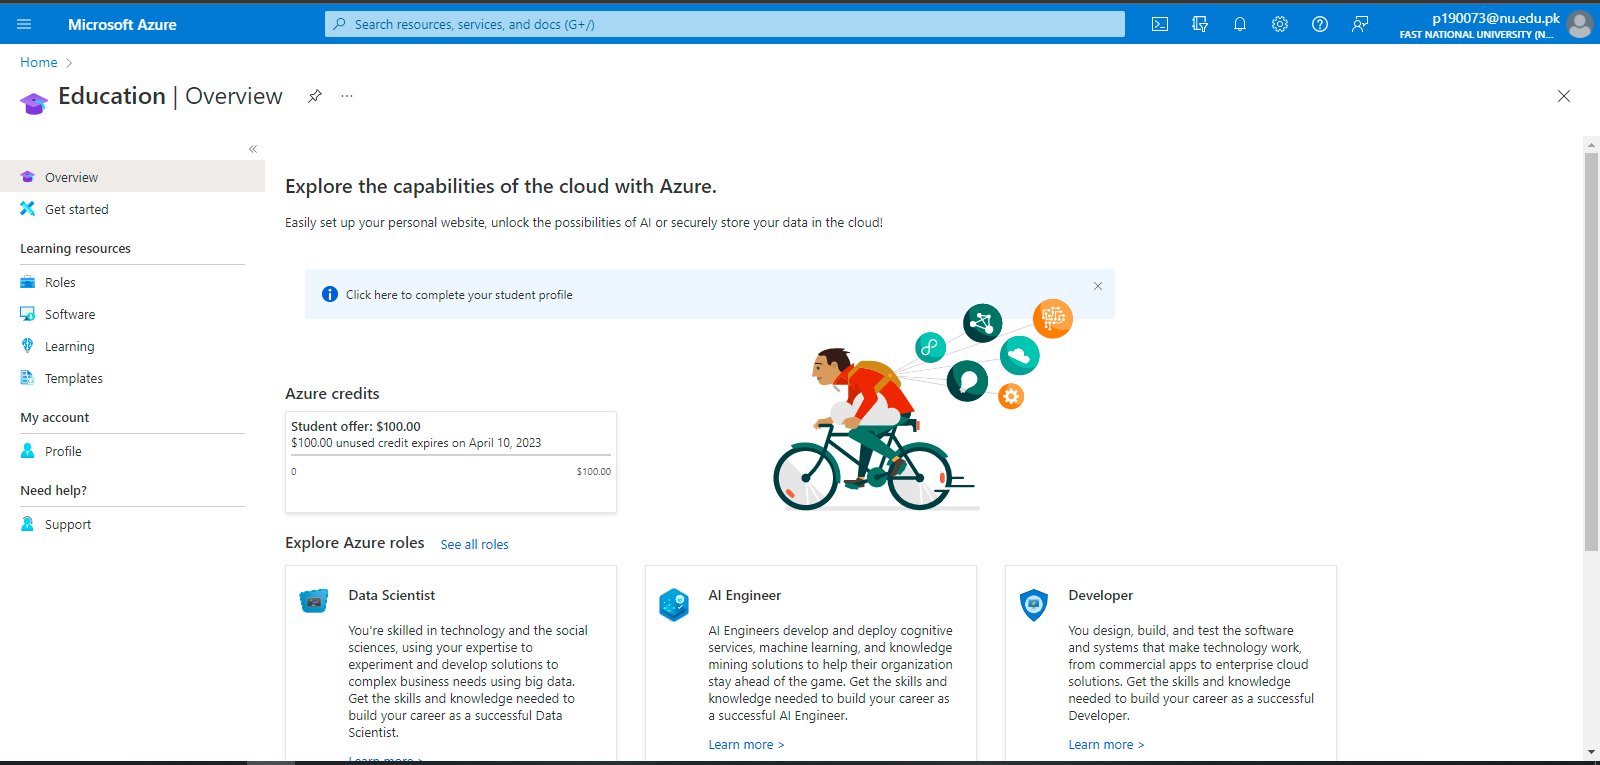 Microsoft Azure
Search resources, services, and docs (G+/)
p190073@nu.edu.pk
FAST NATIONAL UNIVERSITY (N...
Home >
Education | Overview
...
«
Overview
Get started
Learning resources
Roles
Software
Learning
Templates
My account
Profile
Need help?
Support
Explore the capabilities of the cloud with Azure.
Easily set up your personal website, unlock the possibilities of AI or securely store your data in the cloud!
Click here to complete your student profile
Azure credits
Student offer: $100.00
$100.00 unused credit expires on April 10, 2023
0 $100.00
Explore Azure roles See all roles
Data Scientist
You're skilled in technology and the social
sciences, using your expertise to
experiment and develop solutions to
complex business needs using big data.
Get the skills and knowledge needed to
build your career as a successful Data
Scientist.
Learn more >
AI Engineer
AI Engineers develop and deploy cognitive
services, machine learning, and knowledge
mining solutions to help their organization
stay ahead of the game. Get the skills and
knowledge needed to build your career as
a successful AI Engineer.
Learn more >
Developer
You design, build, and test the software
and systems that make technology work,
from commercial apps to enterprise cloud
solutions. Get the skills and knowledge
needed to build your career as a successful
Developer.
Learn more >